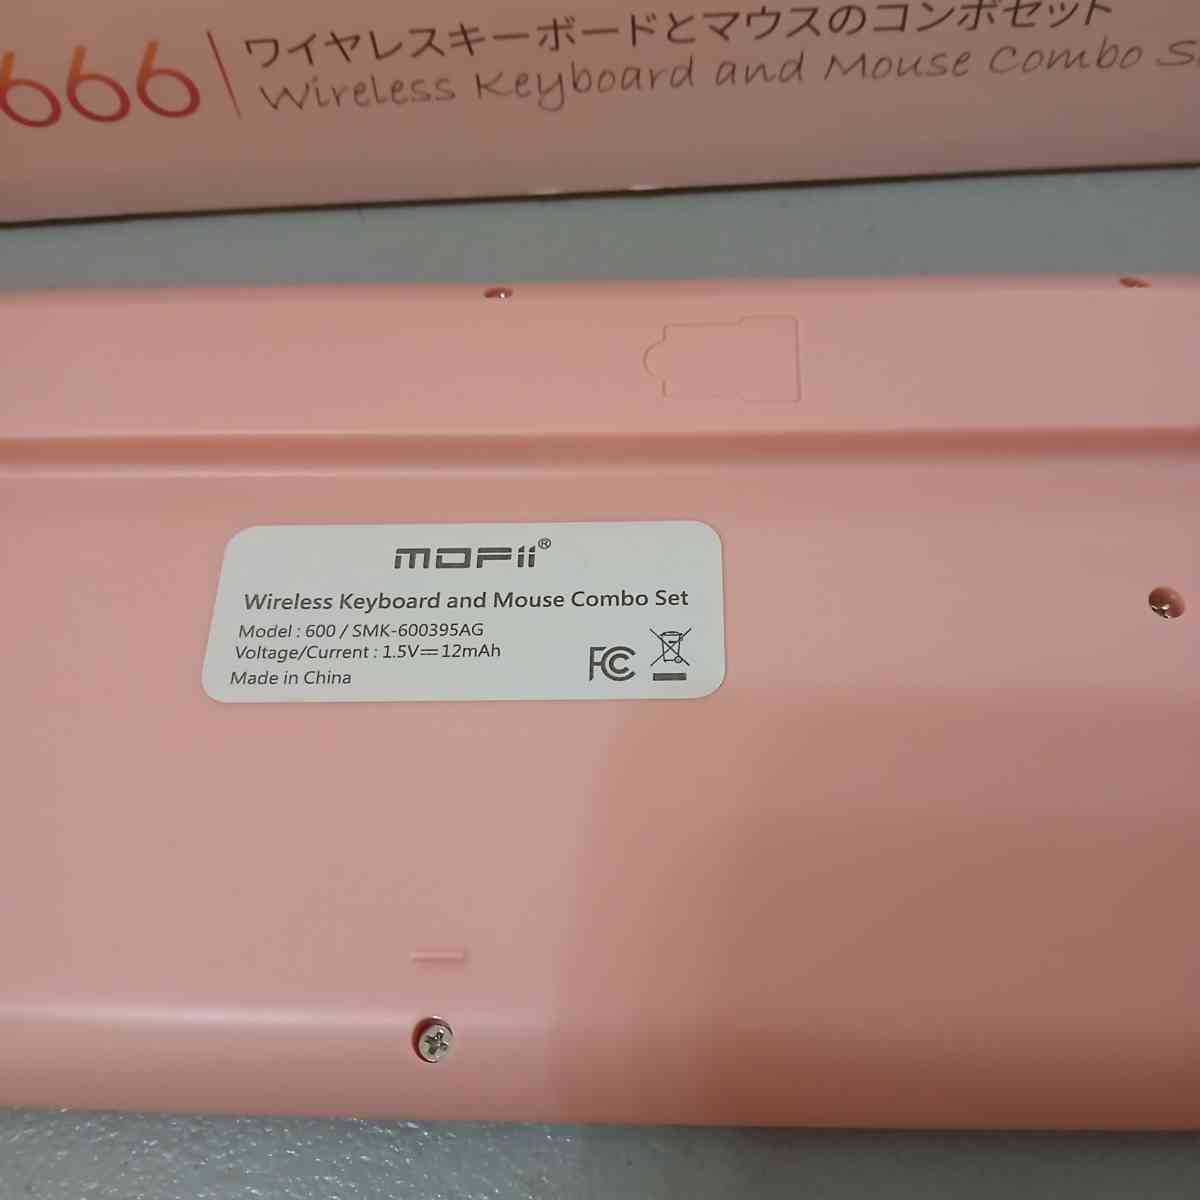 666
ワイヤレスキーボードとマウスのコンボセット
Wireless Keyboard and Mouse Combo
MOFii®
Wireless Keyboard and Mouse Combo Set
Model : 600 / SMK-600395AG
Voltage/Current : 1.5V⎓12mAh
Made in China
FC